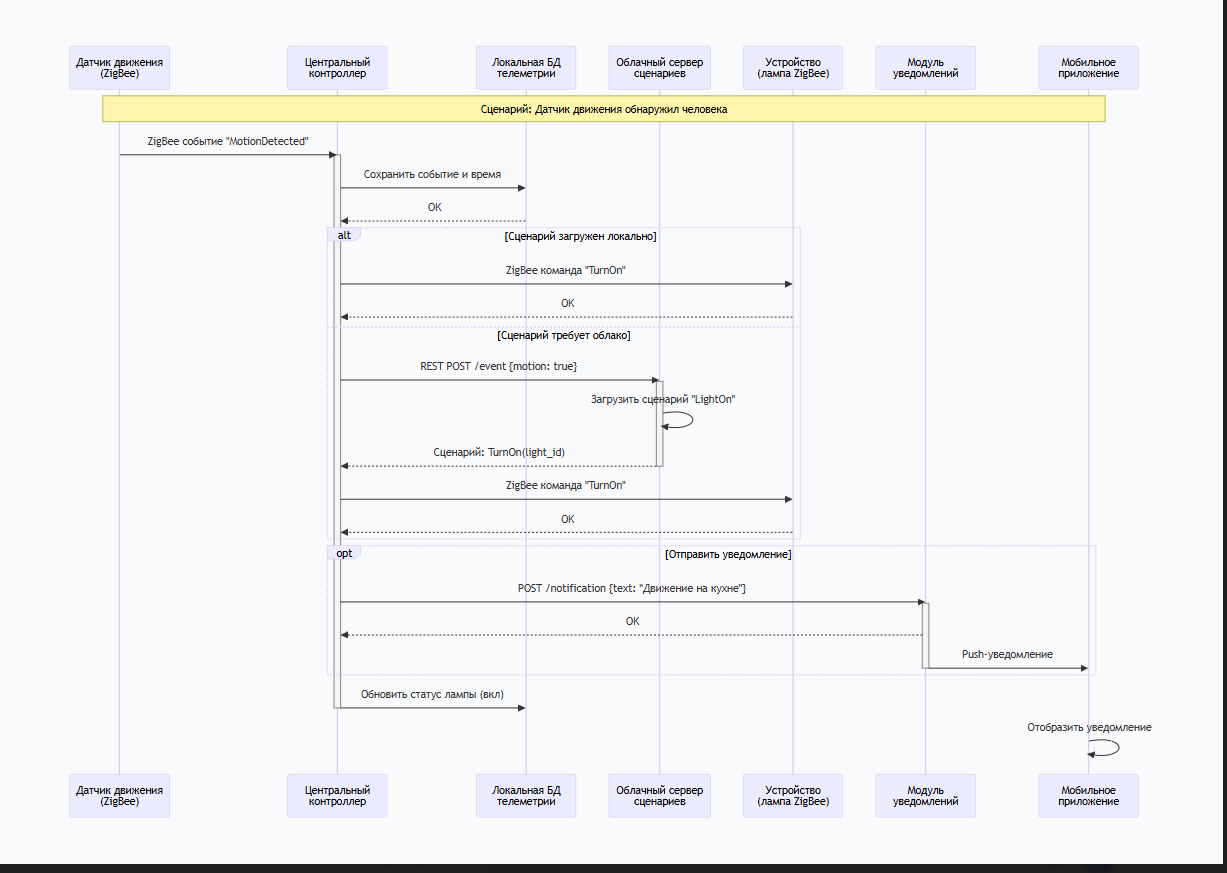 Датчик движения
(ZigBee)
Центральный
контроллер
Локальная БД
телеметрии
Облачный сервер
сценариев
Устройство
(лампа ZigBee)
Модуль
уведомлений
Мобильное
приложение
Сценарий: Датчик движения обнаружил человека
ZigBee событие "MotionDetected"
Сохранить событие и время
OK
alt
[Сценарий загружен локально]
ZigBee команда "TurnOn"
OK
[Сценарий требует облако]
REST POST /event {motion: true}
Загрузить сценарий "LightOn"
Сценарий: TurnOn(light_id)
ZigBee команда "TurnOn"
OK
opt
[Отправить уведомление]
POST /notification {text: "Движение на кухне"}
OK
Push-уведомление
Обновить статус лампы (вкл)
Отобразить уведомление
Датчик движения
(ZigBee)
Центральный
контроллер
Локальная БД
телеметрии
Облачный сервер
сценариев
Устройство
(лампа ZigBee)
Модуль
уведомлений
Мобильное
приложение